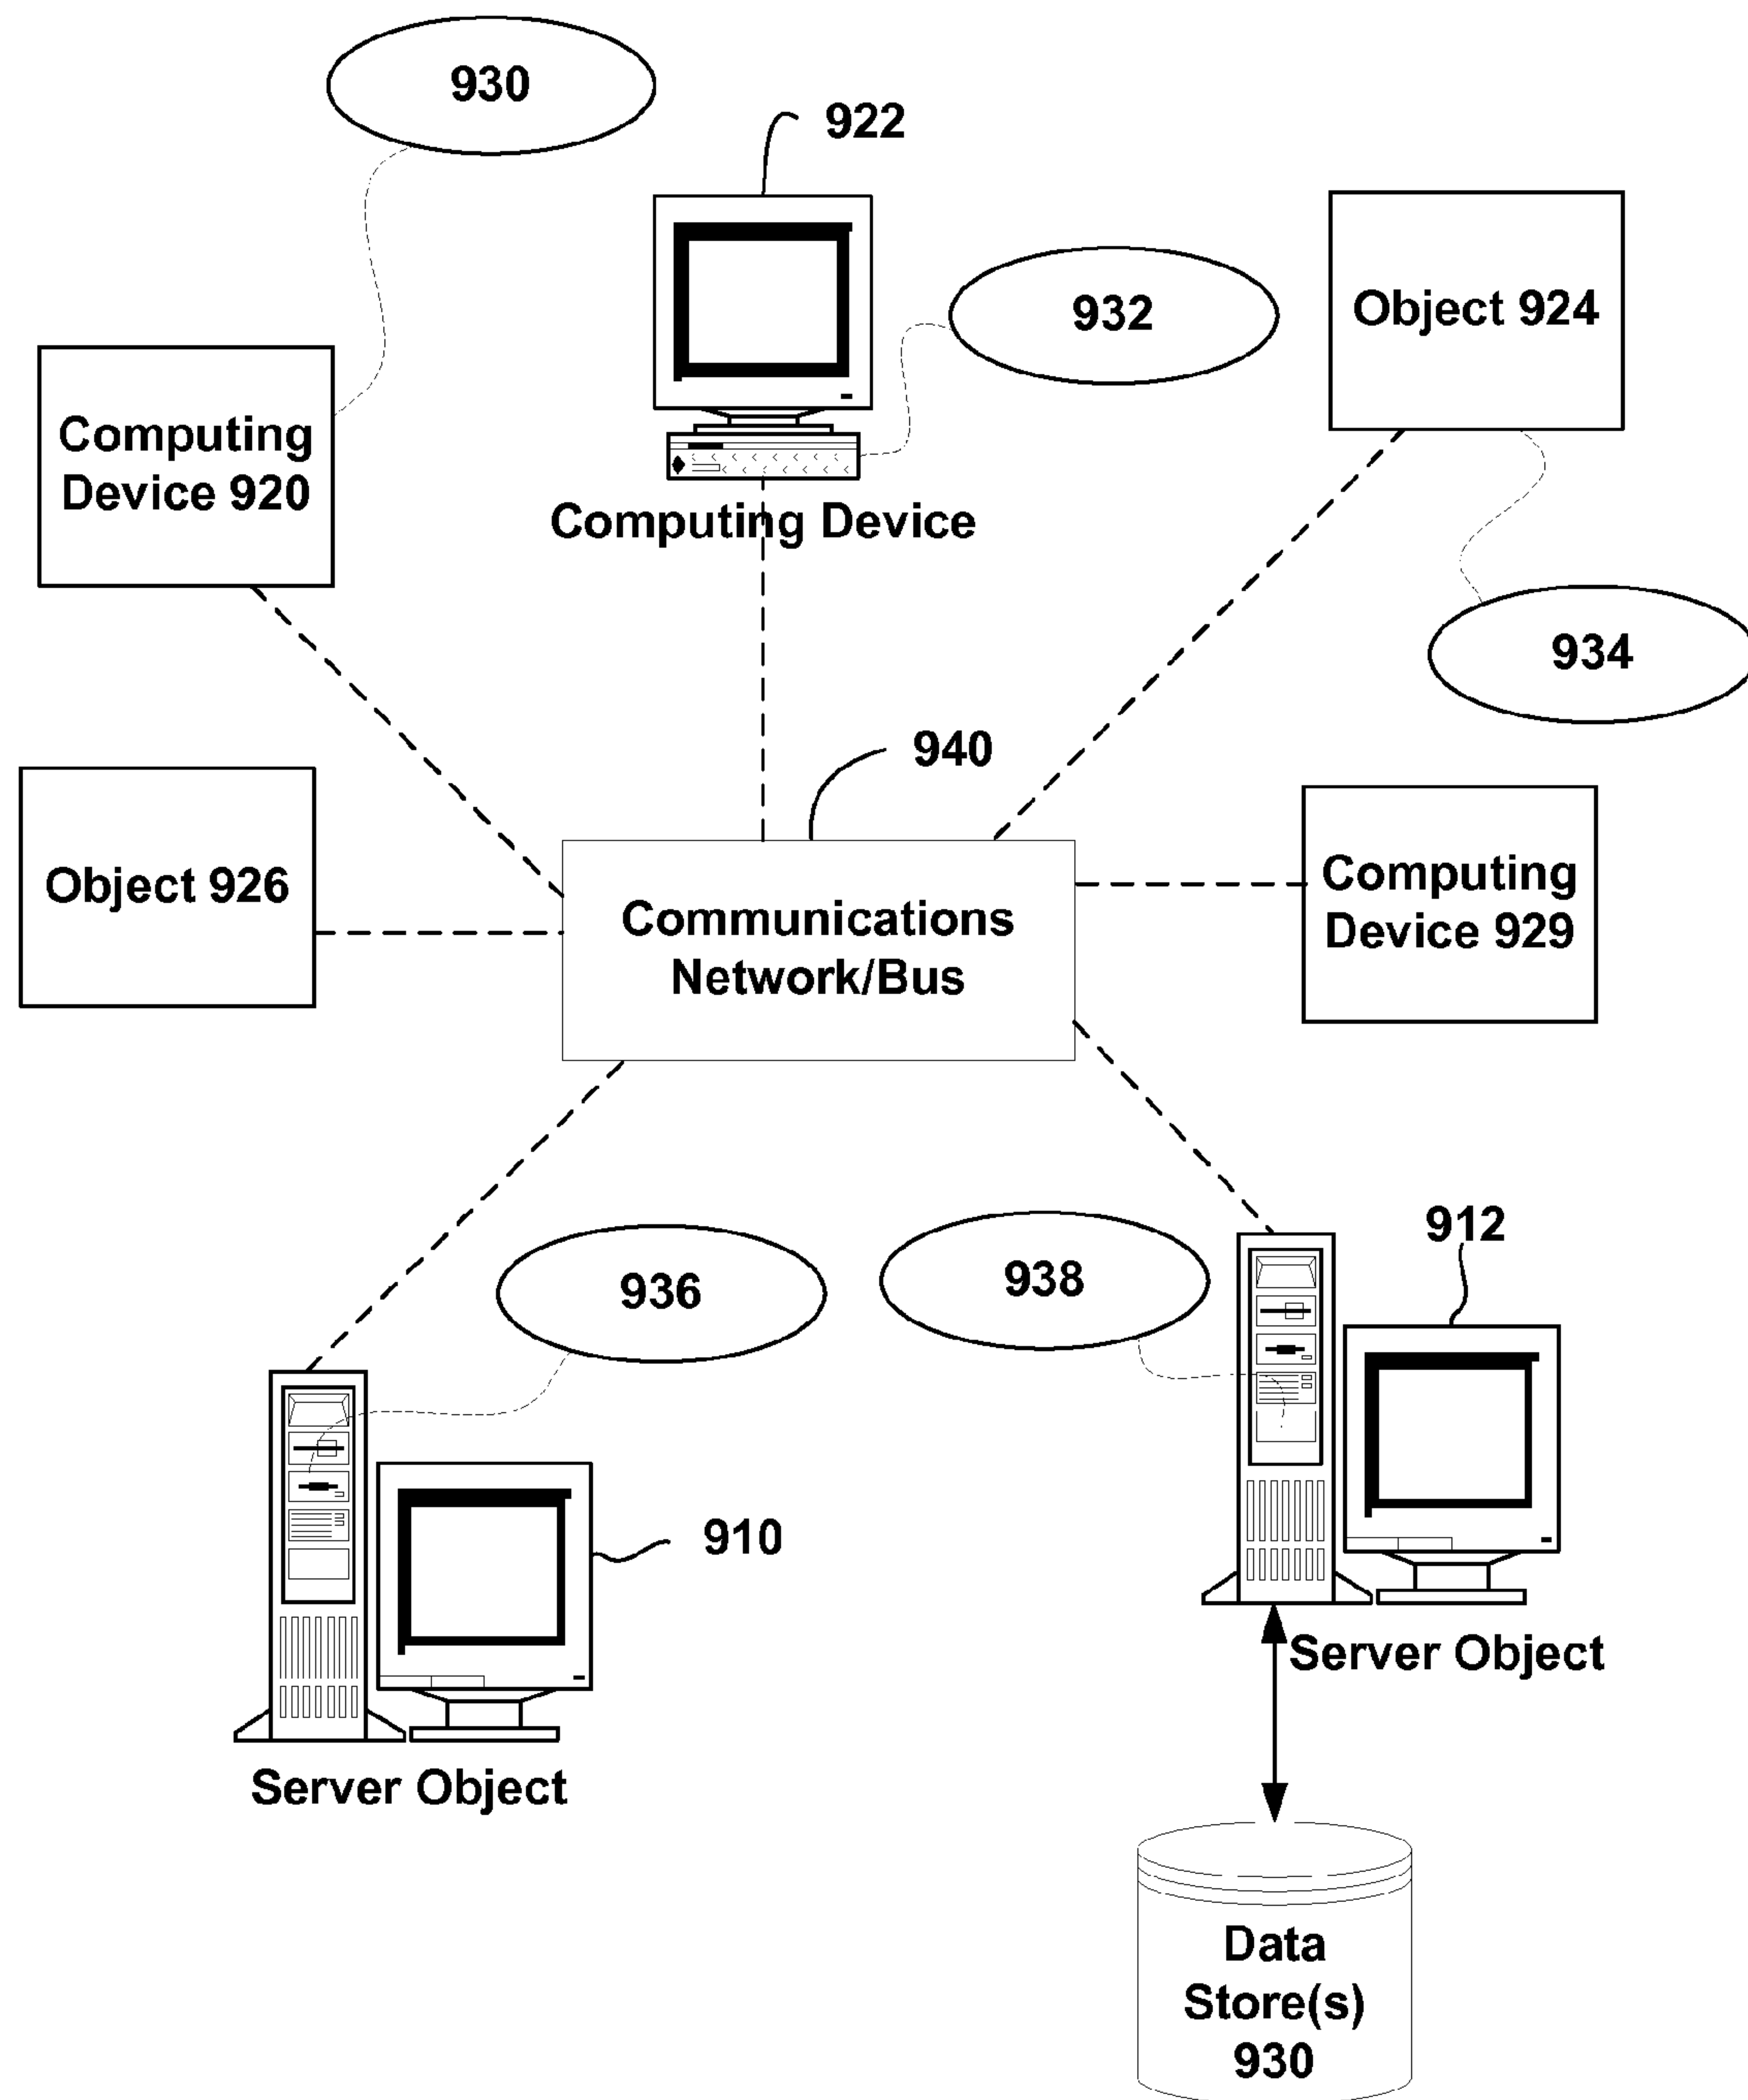 930
922
932
Object 924
Computing
Device 920
Computing Device
934
940
Object 926
Computing
Device 929
Communications
Network/Bus
912
936
938
910
Server Object
Server Object
Data
Store(s)
930